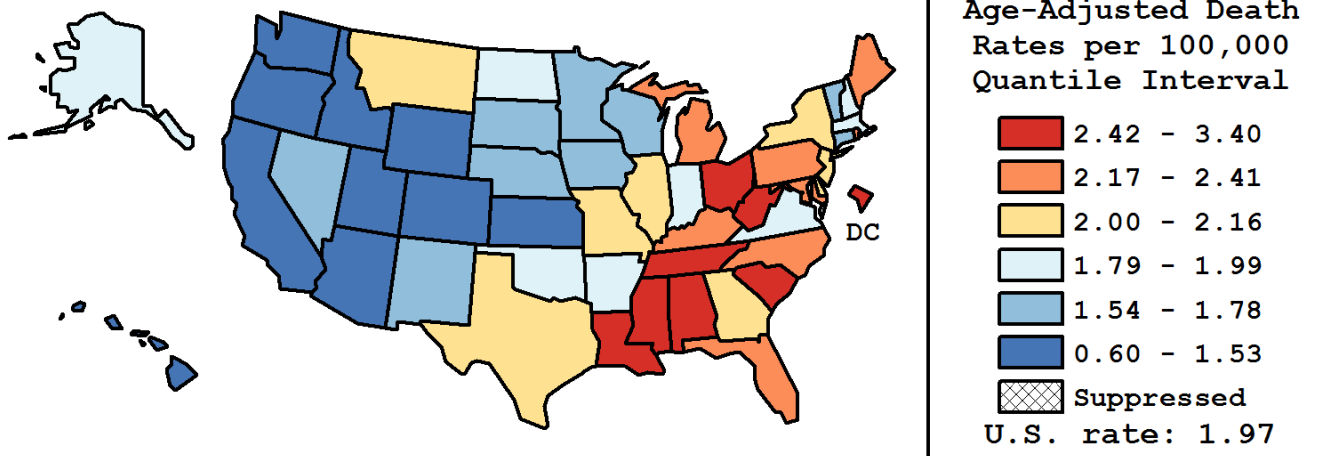 Age-Adjusted Death
Rates per 100,000
Quantile Interval
2.42 - 3.40
2.17 - 2.41
2.00 - 2.16
1.79 - 1.99
1.54 - 1.78
0.60 - 1.53
Suppressed
U.S. rate: 1.97
DC